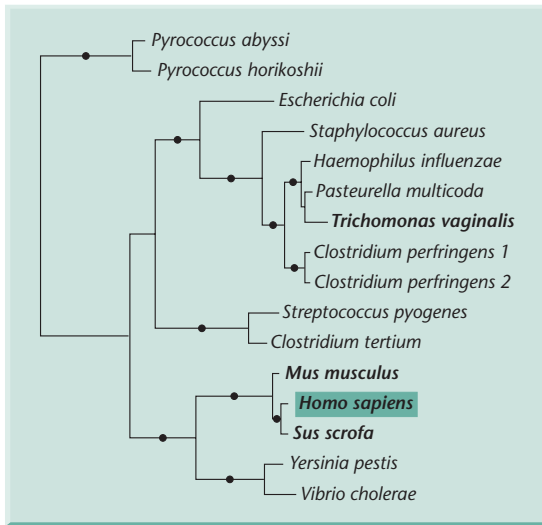 Pyrococcus abyssi
Pyrococcus horikoshii
Escherichia coli
Staphylococcus aureus
Haemophilus influenzae
Pasteurella multicoda
Trichomonas vaginalis
Clostridium perfringens 1
Clostridium perfringens 2
Streptococcus pyogenes
Clostridium tertium
Mus musculus
Homo sapiens
Sus scrofa
Yersinia pestis
Vibrio cholerae